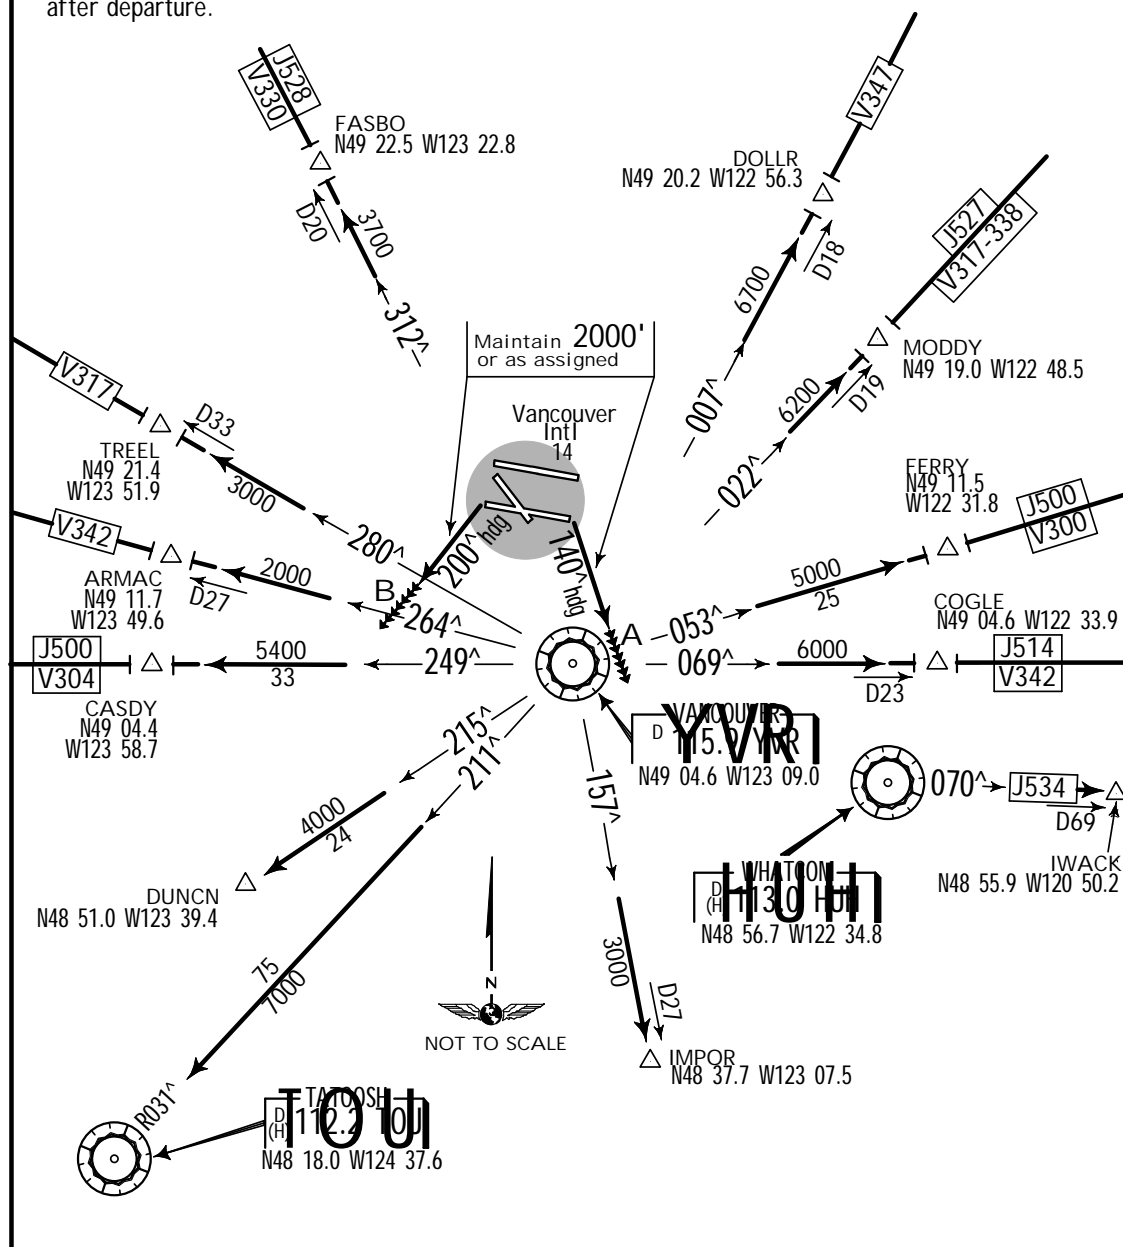 after departure.
J528
V330
FASBO
N49 22.5 W123 22.8
D20
3700
312^
V347
DOLLR
N49 20.2 W122 56.3
D18
6700
007^
J527
V317-338
MODDY
N49 19.0 W122 48.5
D19
6200
022^
Maintain 2000'
or as assigned
Vancouver
Intl
14
V317
TREEL
N49 21.4
W123 51.9
D33
3000
280^
200^ hdg
140^ hdg
FERRY
N49 11.5
W122 31.8
J500
V300
5000
25
053^
V342
ARMAC
N49 11.7
W123 49.6
D27
2000
264^
B
A
COGLE
N49 04.6 W122 33.9
J514
V342
6000
D23
069^
J500
V304
5400
33
249^
CASDY
N49 04.4
W123 58.7
VANCOUVER
D 115.9 YVR
YVR
N49 04.6 W123 09.0
215^
211^
157^
070^
J534
D69
IWACK
N48 55.9 W120 50.2
4000
24
DUNCN
N48 51.0 W123 39.4
WHATCOM
D
(H) 113.0 HUH
HUH
N48 56.7 W122 34.8
75
7000
3000
D27
N
NOT TO SCALE
IMPOR
N48 37.7 W123 07.5
R031^
TATOOSH
D
(H) 112.2 TOU
TOU
N48 18.0 W124 37.6